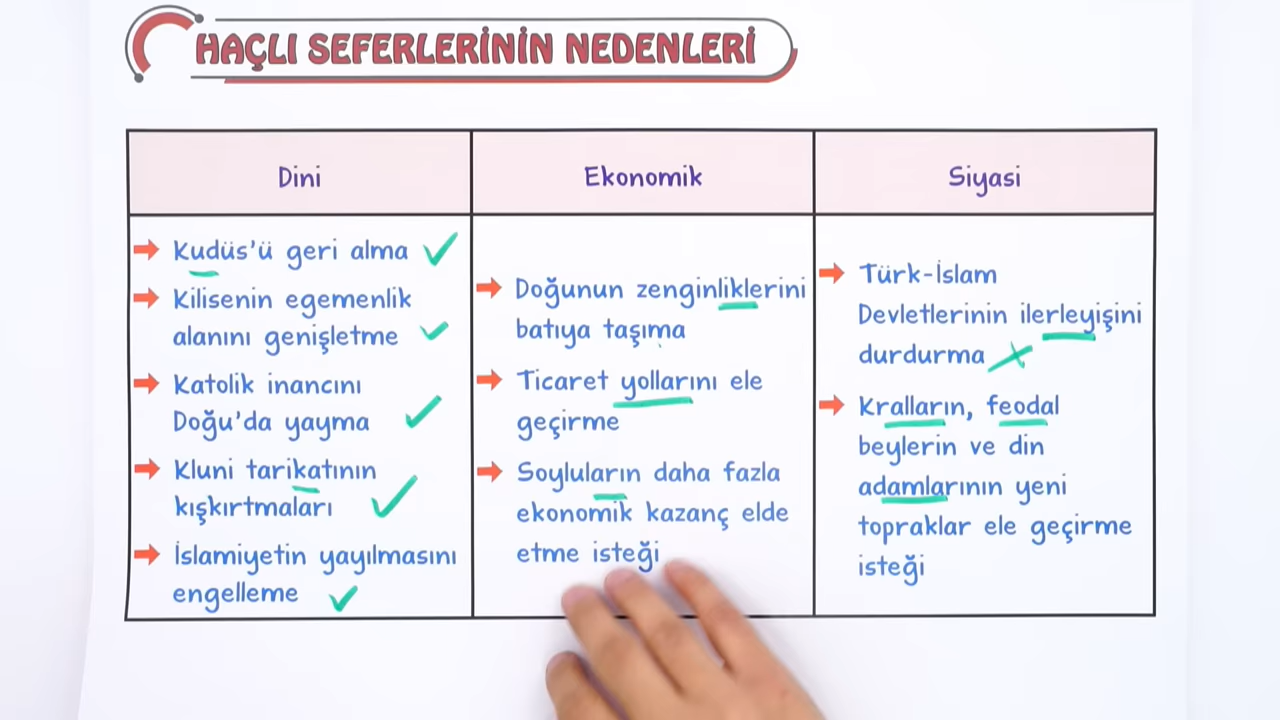 HAÇLI SEFERLERİNİN NEDENLERİ
Dini
Kudüs'ü geri alma
Kilisenin egemenlik
alanını genişletme
Katolik inancını
Doğu'da yayma
Kluni tarikatının
kışkırtmaları
İslamiyetin yayılmasını
engelleme
Ekonomik
Doğunun zenginliklerini
batıya taşıma
Ticaret yollarını ele
geçirme
Soyluların daha fazla
ekonomik kazanç elde
etme isteği
Siyasi
Türk-İslam
Devletlerinin ilerleyişini
durdurma
Kralların, feodal
beylerin ve din
adamlarının yeni
topraklar ele geçirme
isteği